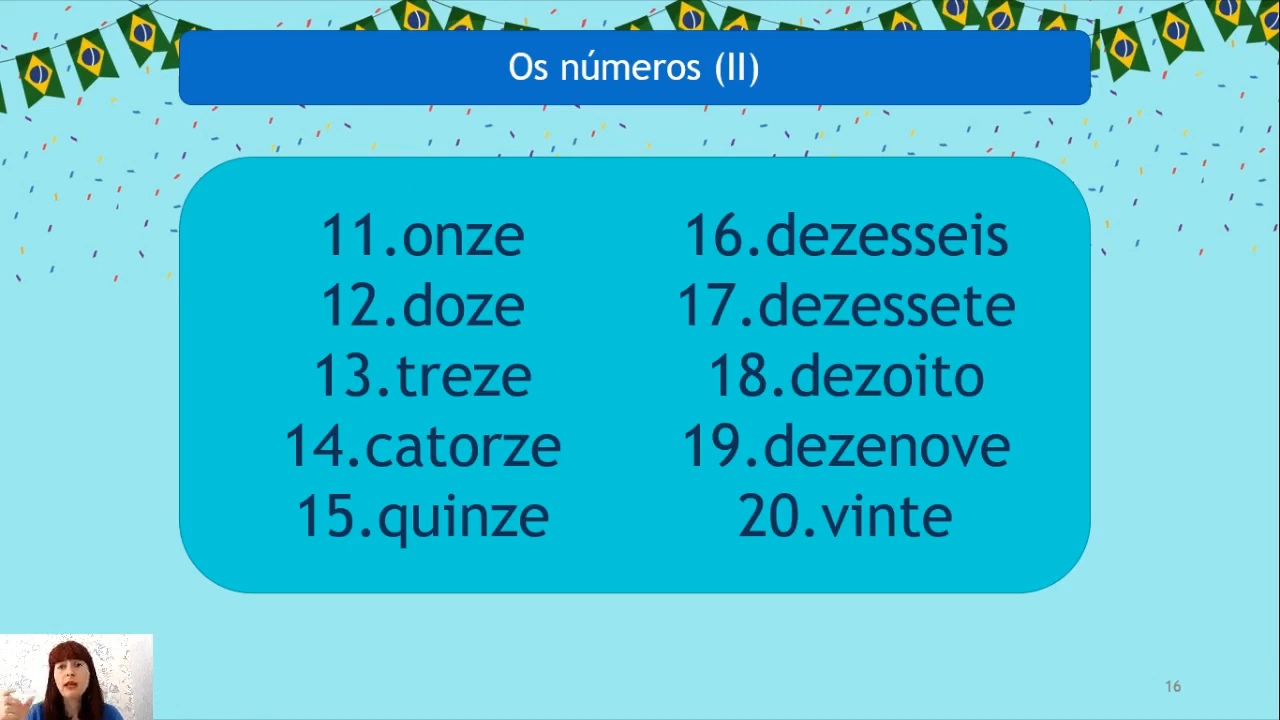 Os números (II)
11.onze
12.doze
13.treze
14.catorze
15.quinze
16.dezesseis
17.dezessete
18.dezoito
19.dezenove
20.vinte
16